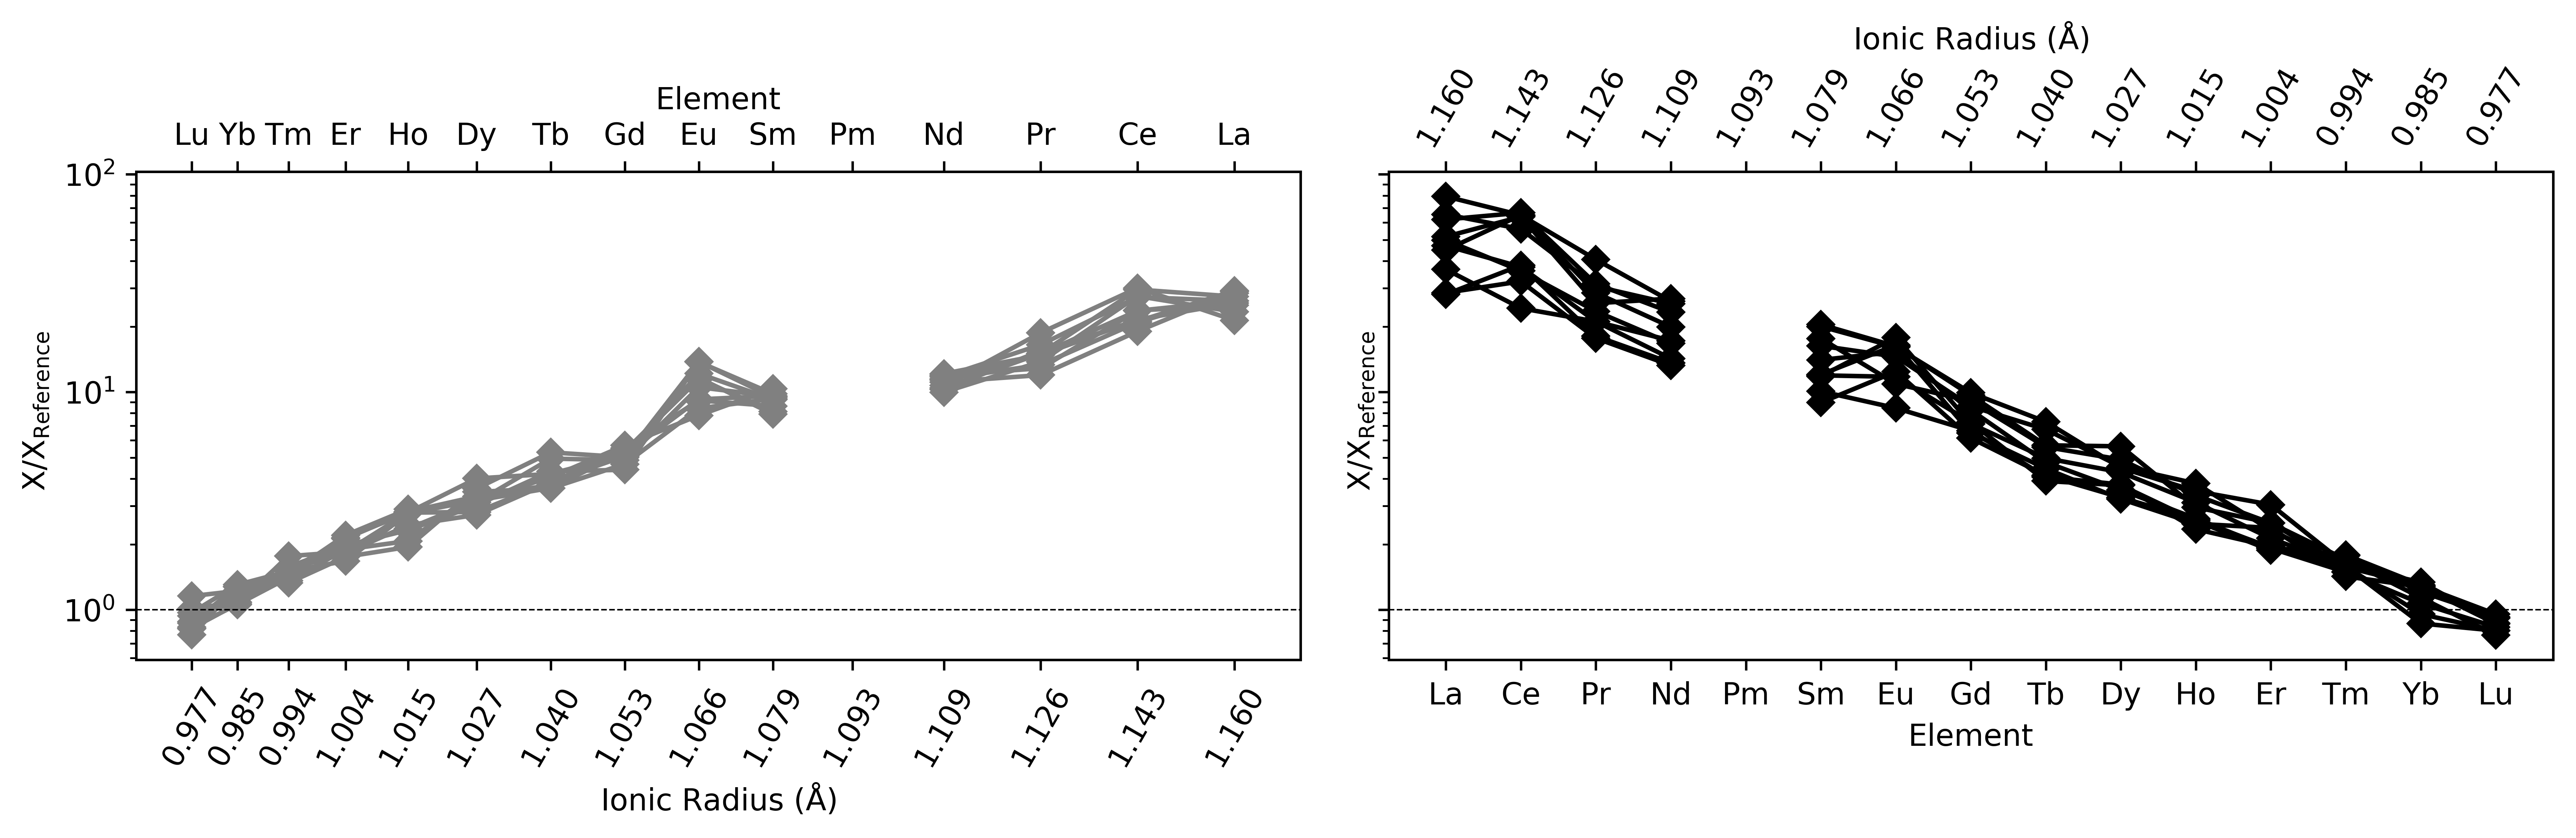 Element
Lu Yb Tm Er Ho Dy Tb Gd Eu Sm Pm Nd Pr Ce La
10²
10¹
10⁰
X/X_Reference
0.977 0.985 0.994 1.004 1.015 1.027 1.040 1.053 1.066 1.079 1.093 1.109 1.126 1.143 1.160
Ionic Radius (Å)
Ionic Radius (Å)
1.160 1.143 1.126 1.109 1.093 1.079 1.066 1.053 1.040 1.027 1.015 1.004 0.994 0.985 0.977
X/X_Reference
La Ce Pr Nd Pm Sm Eu Gd Tb Dy Ho Er Tm Yb Lu
Element